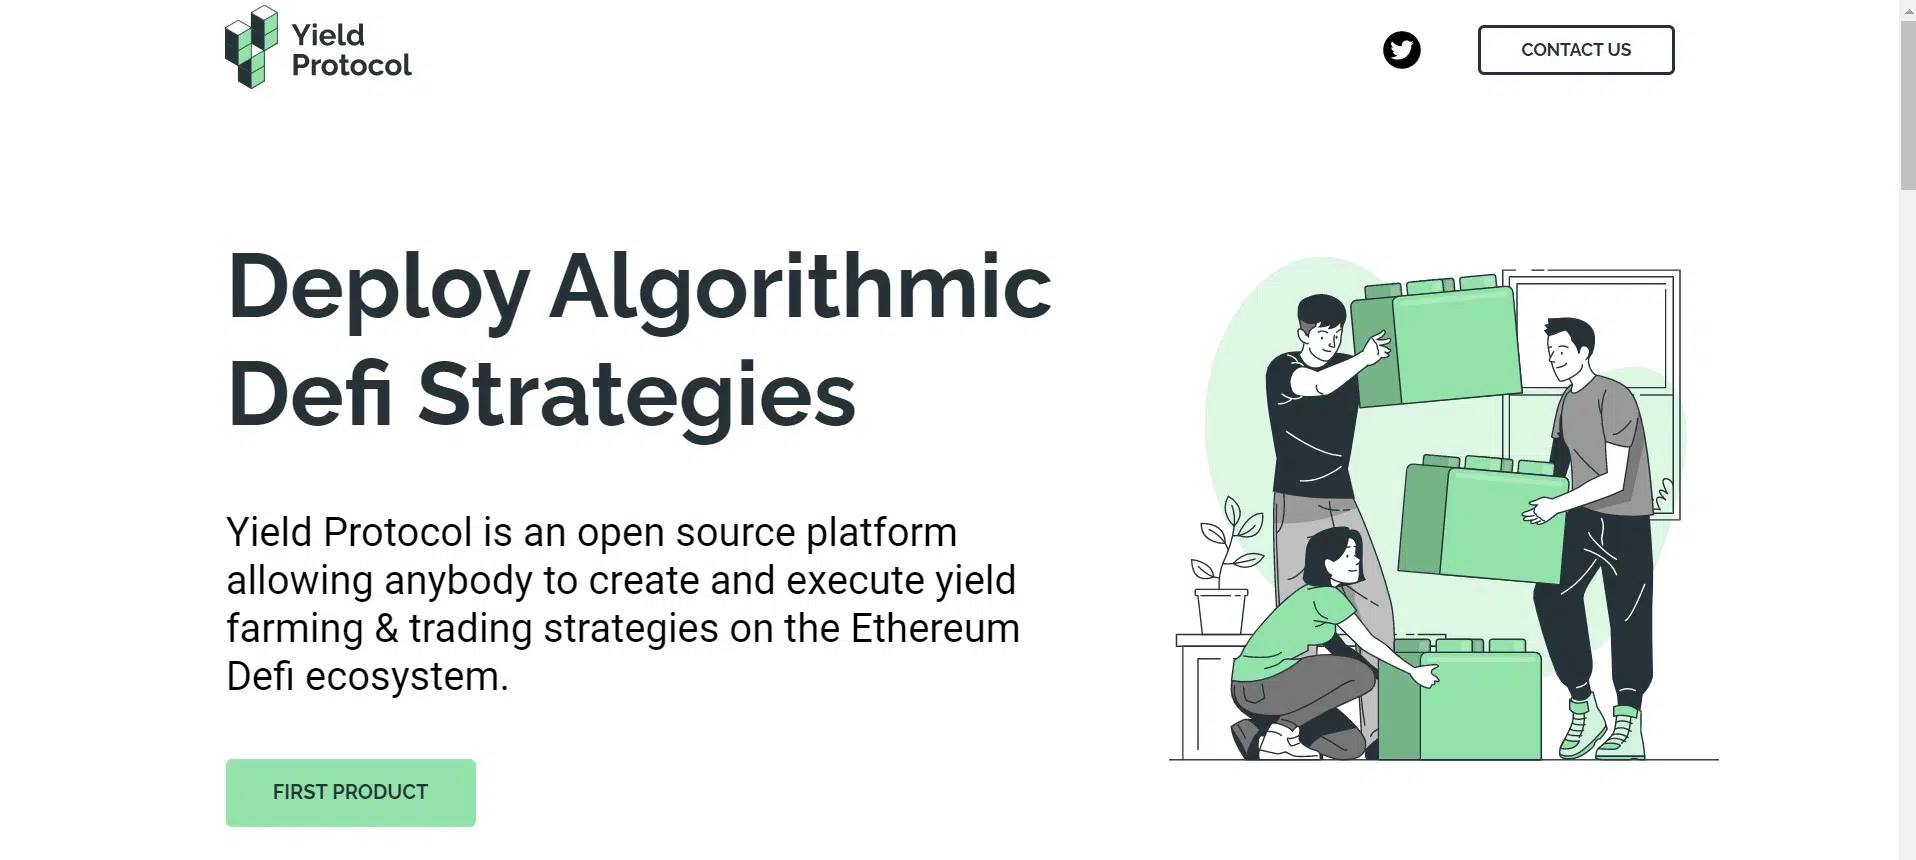 Yield
Protocol
CONTACT US
Deploy Algorithmic
Defi Strategies
Yield Protocol is an open source platform
allowing anybody to create and execute yield
farming & trading strategies on the Ethereum
Defi ecosystem.
FIRST PRODUCT